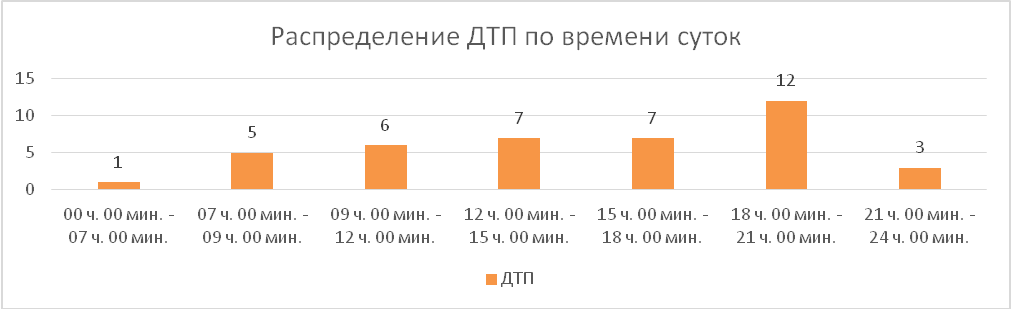 Распределение ДТП по времени суток
15
10
5
0
1
5
6
7
7
12
3
00 ч. 00 мин. -
07 ч. 00 мин.
07 ч. 00 мин. -
09 ч. 00 мин.
09 ч. 00 мин. -
12 ч. 00 мин.
12 ч. 00 мин. -
15 ч. 00 мин.
15 ч. 00 мин. -
18 ч. 00 мин.
18 ч. 00 мин. -
21 ч. 00 мин.
21 ч. 00 мин. -
24 ч. 00 мин.
ДТП